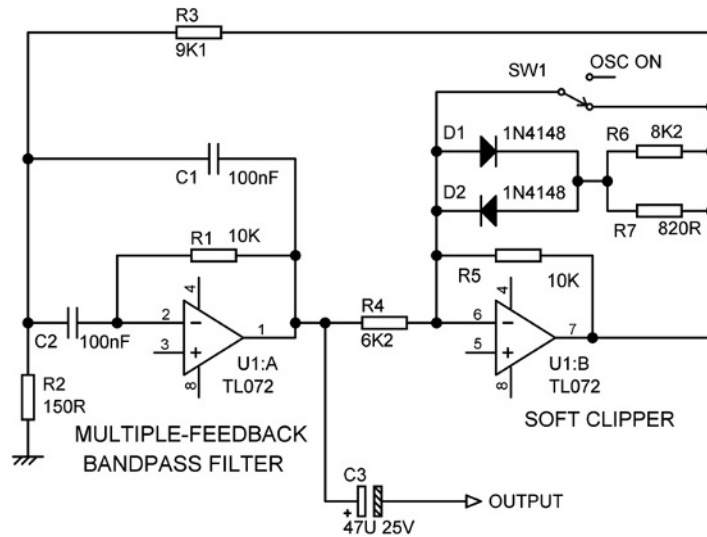 R3
9K1
OSC ON
SW1
D1
1N4148
R6
8K2
C1
100nF
D2
1N4148
R7
820R
R1
10K
R5
10K
4
4
R4
6K2
2
1
6
7
C2
100nF
3
5
8
8
U1:A
TL072
U1:B
TL072
R2
150R
MULTIPLE-FEEDBACK
BANDPASS FILTER
SOFT CLIPPER
C3
+
47U 25V
OUTPUT